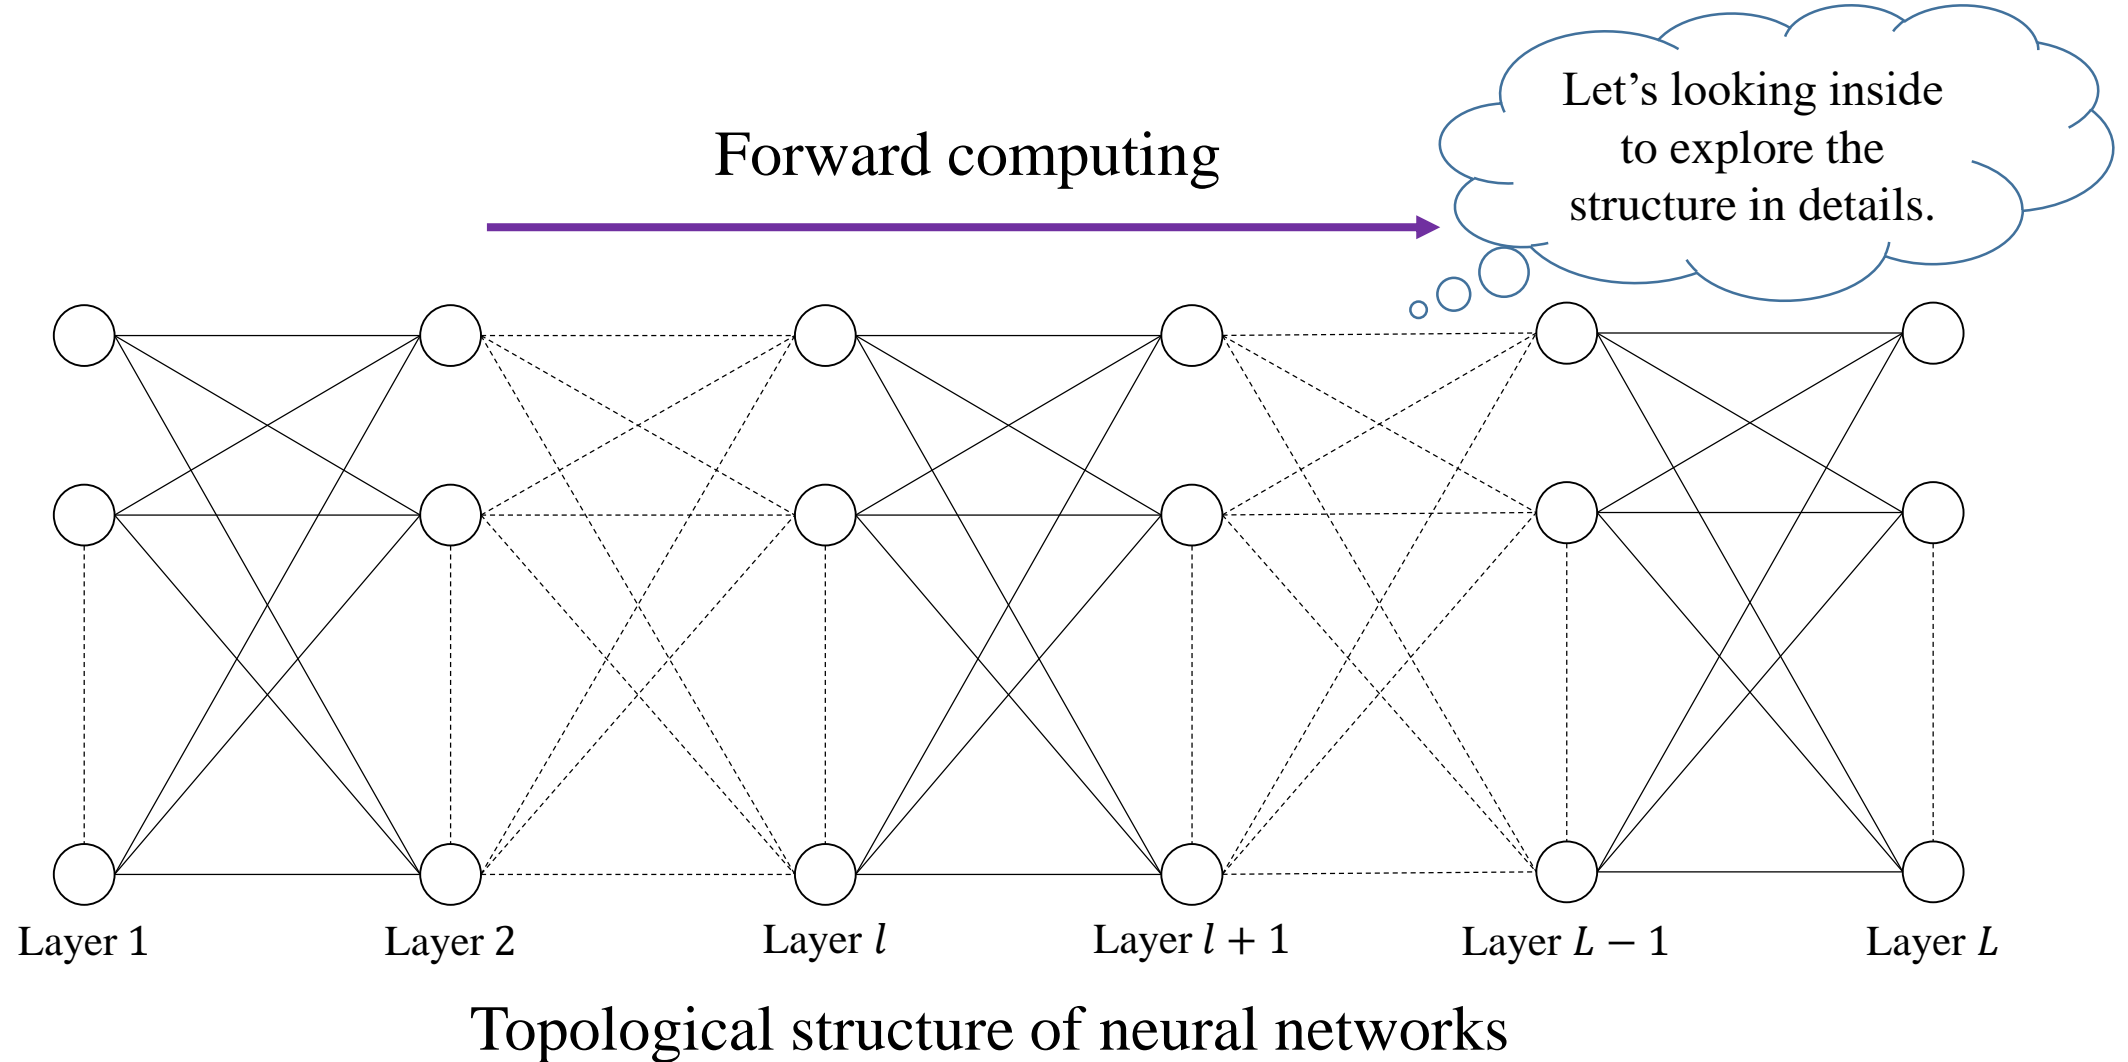 Let’s looking inside
to explore the
structure in details.
Forward computing
Layer 1
Layer 2
Layer l
Layer l + 1
Layer L − 1
Layer L
Topological structure of neural networks